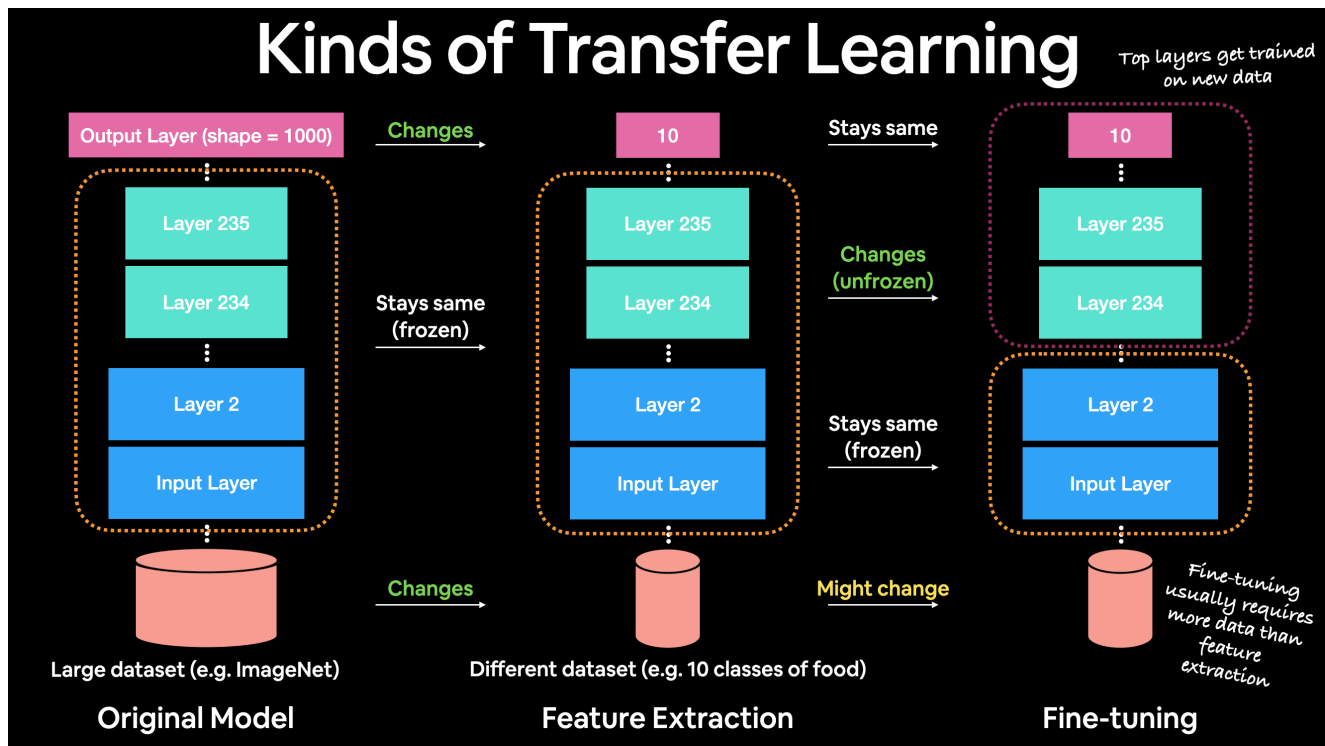 Kinds of Transfer Learning
Top layers get trained
on new data
Output Layer (shape = 1000)
Changes
10
Stays same
10
Layer 235
Layer 235
Layer 235
Changes
(unfrozen)
Layer 234
Stays same
(frozen)
Layer 234
Layer 234
Layer 2
Layer 2
Layer 2
Stays same
(frozen)
Input Layer
Input Layer
Input Layer
Changes
Might change
Fine-tuning
usually requires
more data than
feature
extraction
Large dataset (e.g. ImageNet)
Different dataset (e.g. 10 classes of food)
Original Model
Feature Extraction
Fine-tuning